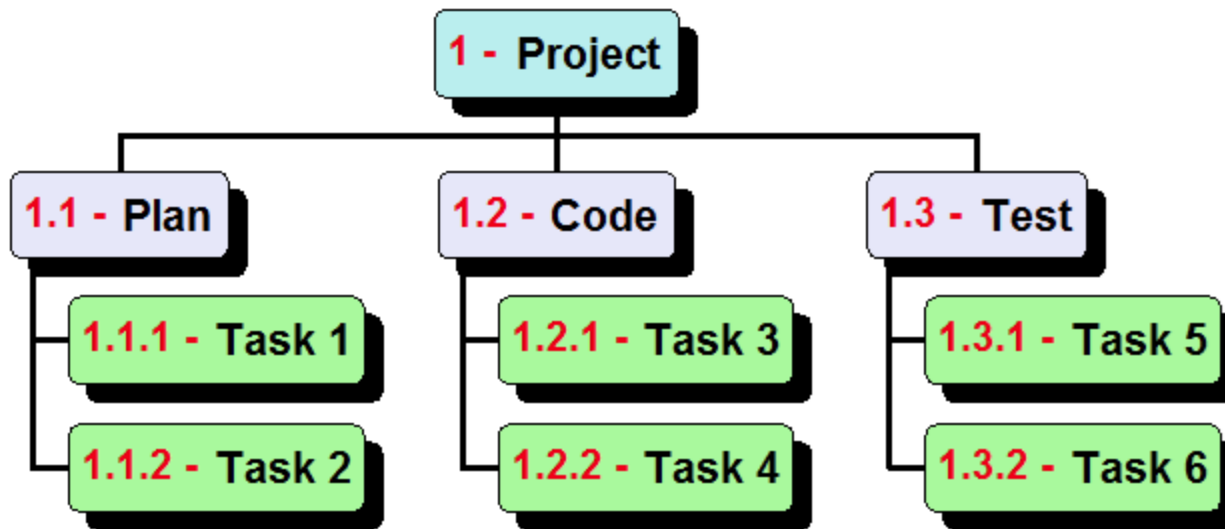 1 - Project
1.1 - Plan
1.2 - Code
1.3 - Test
1.1.1 - Task 1
1.2.1 - Task 3
1.3.1 - Task 5
1.1.2 - Task 2
1.2.2 - Task 4
1.3.2 - Task 6